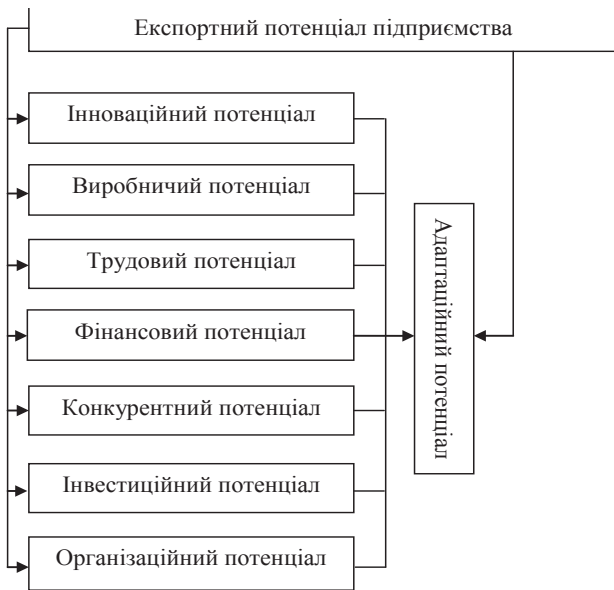 Експортний потенціал підприємства
Інноваційний потенціал
Виробничий потенціал
Трудовий потенціал
Фінансовий потенціал
Конкурентний потенціал
Інвестиційний потенціал
Організаційний потенціал
Адаптаційний потенціал